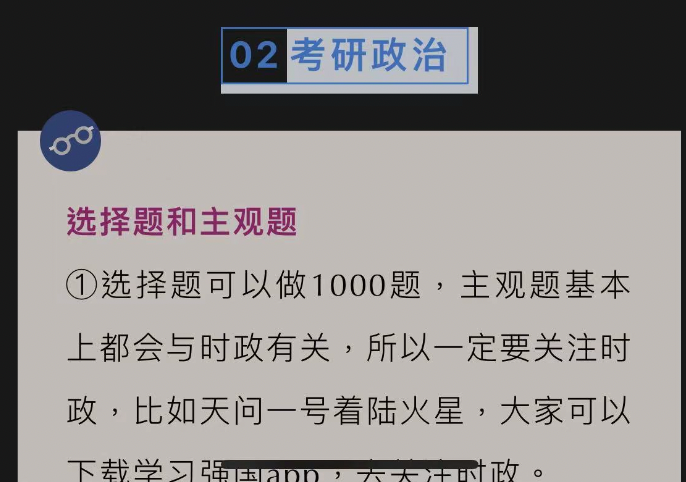 02 考研政治
选择题和主观题
①选择题可以做1000题，主观题基本
上都会与时政有关，所以一定要关注时
政，比如天问一号着陆火星，大家可以
下载学习强国app，去关注时政。